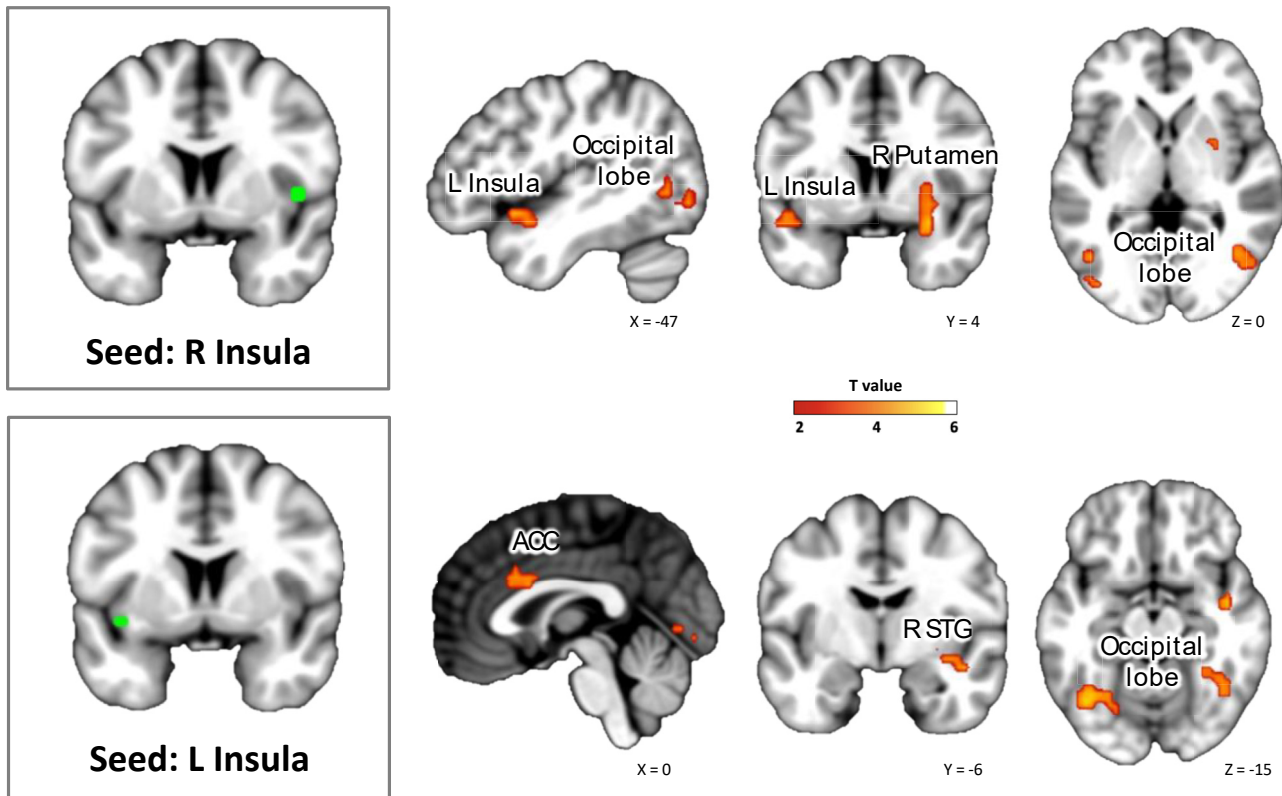 Occipital
lobe
L Insula
R Putamen
L Insula
Occipital
lobe
X = -47
Y = 4
Z = 0
Seed: R Insula
T value
2 4 6
ACC
R STG
Occipital
lobe
X = 0
Y = -6
Z = -15
Seed: L Insula